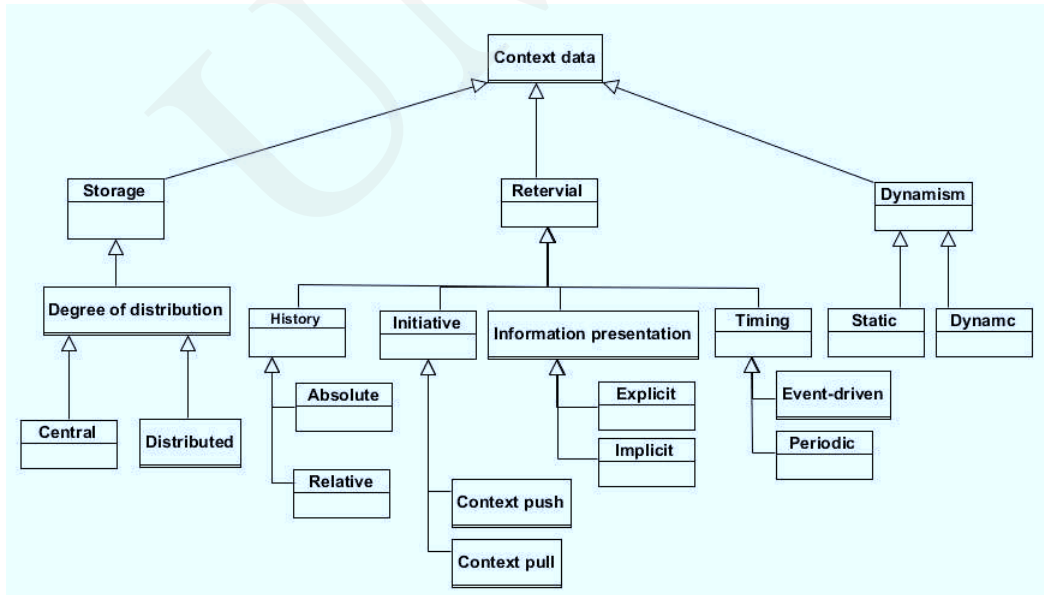 Context data
Storage
Retervial
Dynamism
Degree of distribution
History
Initiative
Information presentation
Timing
Static
Dynamc
Absolute
Explicit
Event-driven
Central
Distributed
Implicit
Periodic
Relative
Context push
Context pull